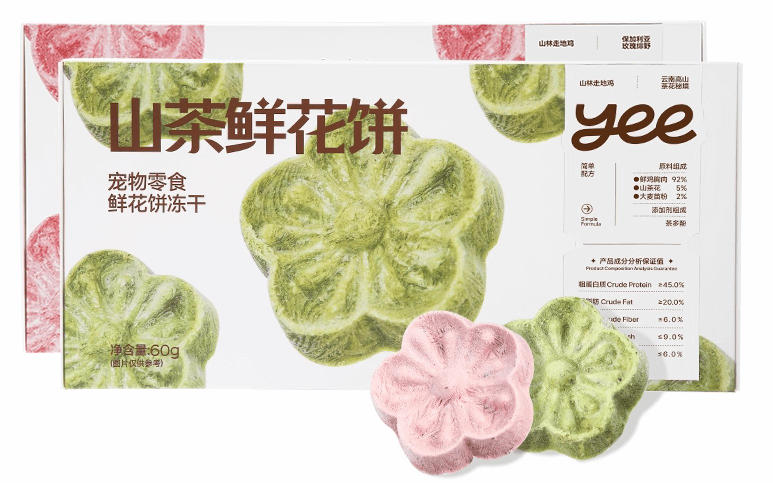 山林走地鸡
保加利亚
玫瑰绯野
山林走地鸡
云南高山
茶花秘境
山茶鲜花饼
yee
宠物零食
鲜花饼冻干
简单
配方
原料组成
鲜鸡胸肉 92%
山茶花 5%
大麦苗粉 2%
Simple
Formula
添加剂组成
茶多酚
产品成分分析保证值
Product Composition Analysis Guarantee
粗蛋白质 Crude Protein ≥45.0%
脂肪 Crude Fat ≥20.0%
Fiber ≤6.0%
≤9.0%
≤6.0%
净含量:60g
(图片仅供参考)